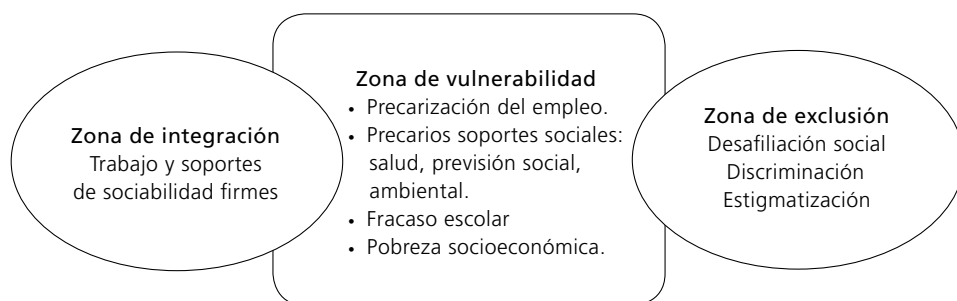 Zona de integración
Trabajo y soportes
de sociabilidad firmes
Zona de vulnerabilidad
• Precarización del empleo.
• Precarios soportes sociales:
salud, previsión social,
ambiental.
• Fracaso escolar
• Pobreza socioeconómica.
Zona de exclusión
Desafiliación social
Discriminación
Estigmatización